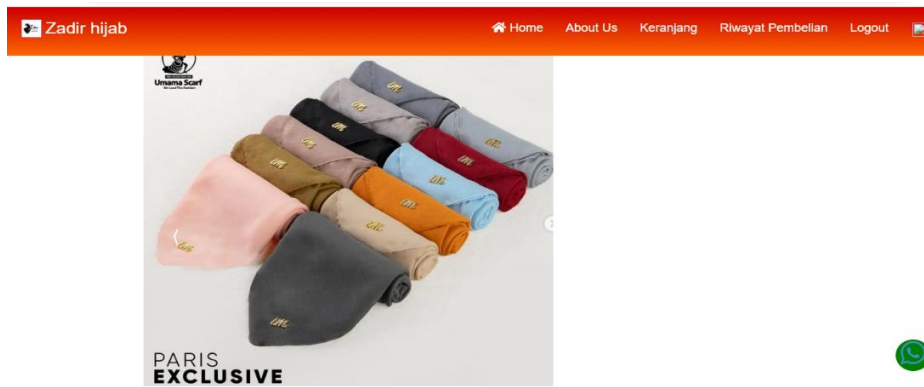 Zadir hijab
Home About Us Keranjang Riwayat Pembelian Logout
Umama Scarf
PARIS
EXCLUSIVE